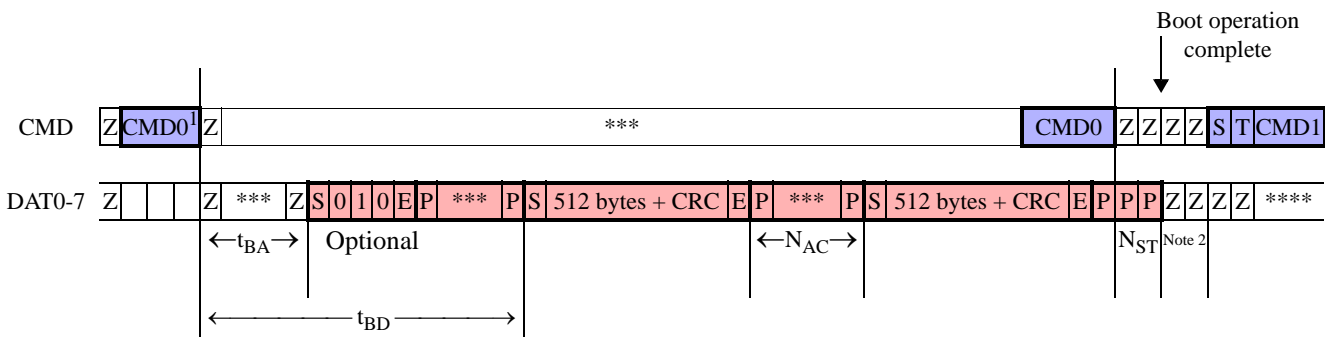 Boot operation
complete
CMD Z CMD0¹ Z *** CMD0 Z Z Z Z S T CMD1
DAT0-7 Z Z *** Z S 0 1 0 E P *** P S 512 bytes + CRC E P *** P S 512 bytes + CRC E P P P Z Z Z Z ****
←t_BA→ Optional ←N_AC→ N_ST Note 2
← t_BD →